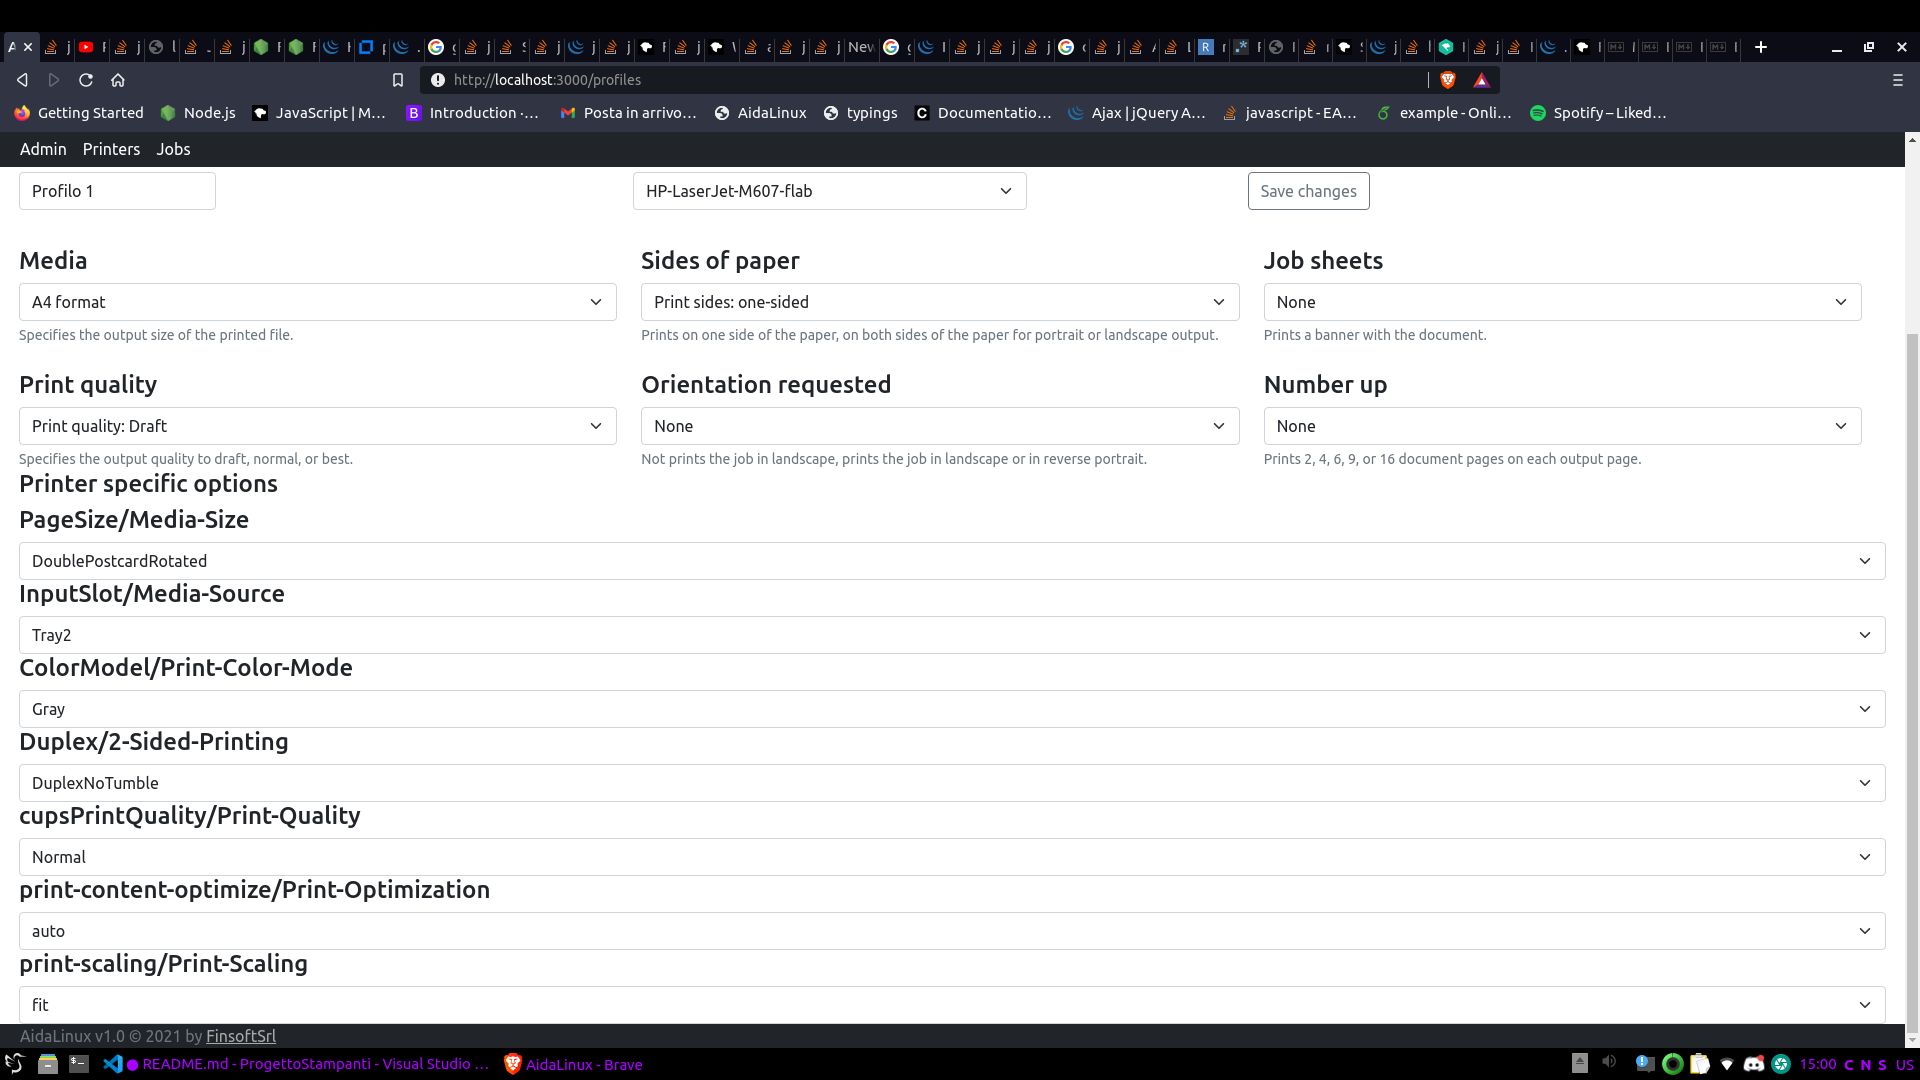 http://localhost:3000/profiles
Getting Started Node.js JavaScript | M... Introduction ·... Posta in arrivo... AidaLinux typings Documentatio... Ajax | jQuery A... javascript - EA... example - Onli... Spotify – Liked...
Admin Printers Jobs
Profilo 1 HP-LaserJet-M607-flab Save changes
Media Sides of paper Job sheets
A4 format Print sides: one-sided None
Specifies the output size of the printed file. Prints on one side of the paper, on both sides of the paper for portrait or landscape output. Prints a banner with the document.
Print quality Orientation requested Number up
Print quality: Draft None None
Specifies the output quality to draft, normal, or best. Not prints the job in landscape, prints the job in landscape or in reverse portrait. Prints 2, 4, 6, 9, or 16 document pages on each output page.
Printer specific options
PageSize/Media-Size
DoublePostcardRotated
InputSlot/Media-Source
Tray2
ColorModel/Print-Color-Mode
Gray
Duplex/2-Sided-Printing
DuplexNoTumble
cupsPrintQuality/Print-Quality
Normal
print-content-optimize/Print-Optimization
auto
print-scaling/Print-Scaling
fit
AidaLinux v1.0 © 2021 by FinsoftSrl
README.md - ProgettoStampanti - Visual Studio ... AidaLinux - Brave 15:00 C N S US